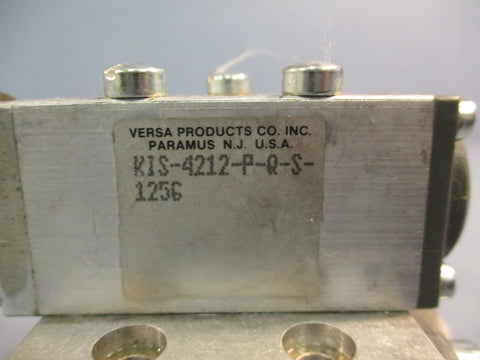 VERSA PRODUCTS CO. INC.
PARAMUS N.J. U.S.A.
KIS-4212-P-Q-S-
1256